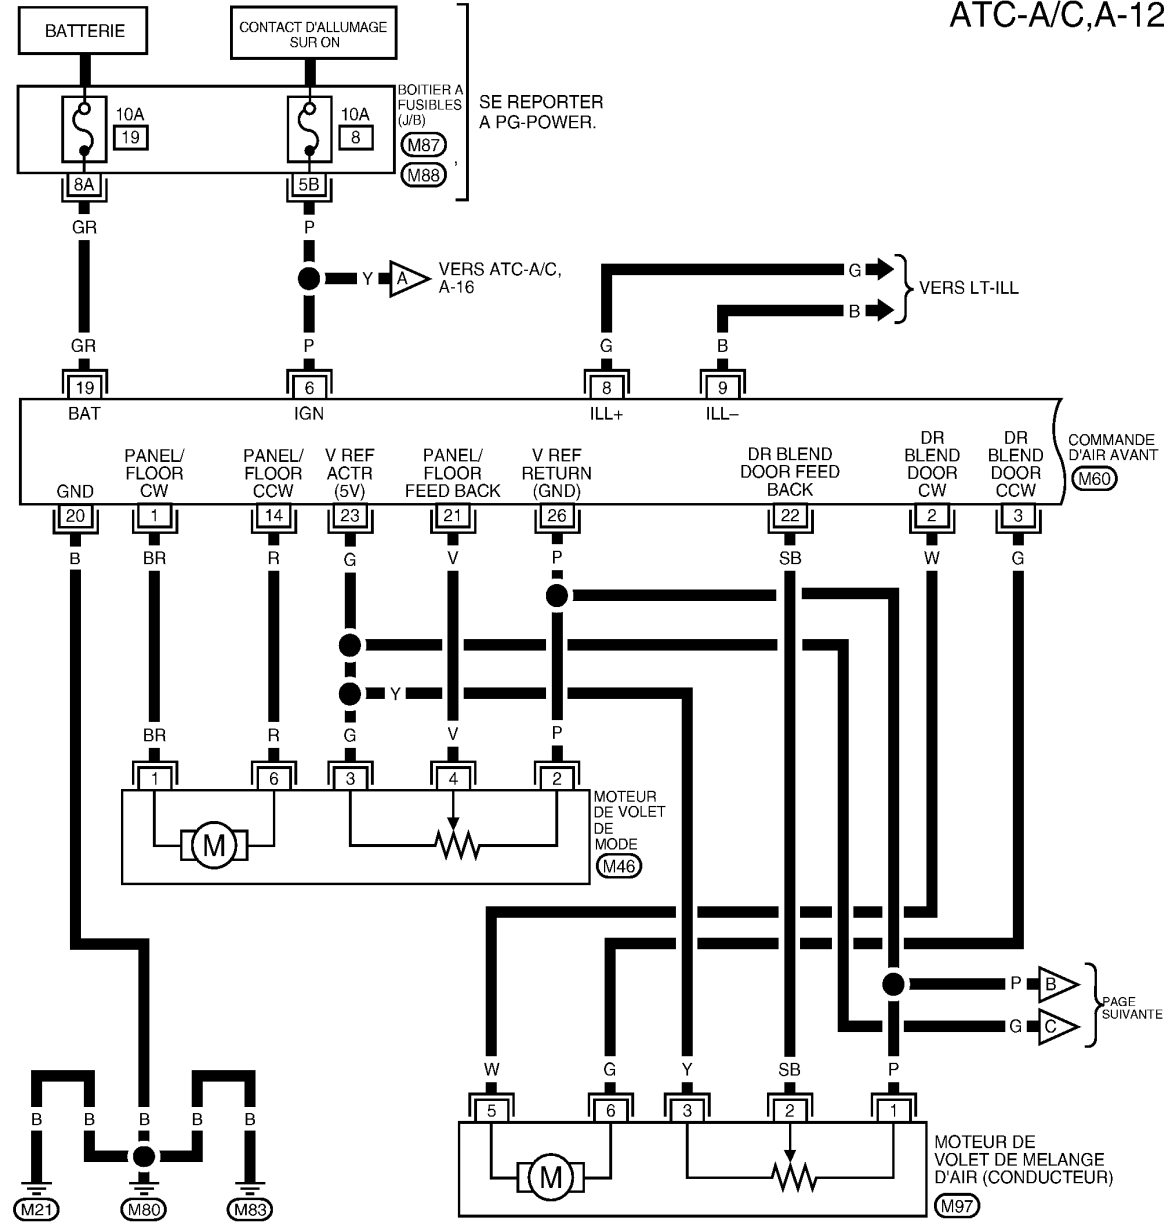 ATC-A/C,A-12
BATTERIE
CONTACT D'ALLUMAGE
SUR ON
BOITIER A
FUSIBLES
(J/B)
M87
M88 ,
SE REPORTER
A PG-POWER.
10A
19
10A
8
8A
5B
GR
P
Y
A
VERS ATC-A/C,
A-16
G
B
VERS LT-ILL
GR
P
G
B
19
6
8
9
BAT
IGN
ILL+
ILL–
COMMANDE
D'AIR AVANT
M60
GND
PANEL/
FLOOR
CW
PANEL/
FLOOR
CCW
V REF
ACTR
(5V)
PANEL/
FLOOR
FEED BACK
V REF
RETURN
(GND)
DR BLEND
DOOR FEED
BACK
DR
BLEND
DOOR
CW
DR
BLEND
DOOR
CCW
20
1
14
23
21
26
22
2
3
B
BR
R
G
V
P
SB
W
G
Y
BR
R
G
V
P
1
6
3
4
2
M
MOTEUR
DE VOLET
DE
MODE
M46
P
B
G
C
PAGE
SUIVANTE
W
G
Y
SB
P
5
6
3
2
1
M
MOTEUR DE
VOLET DE MELANGE
D'AIR (CONDUCTEUR)
M97
B
B
B
B
B
M21
M80
M83